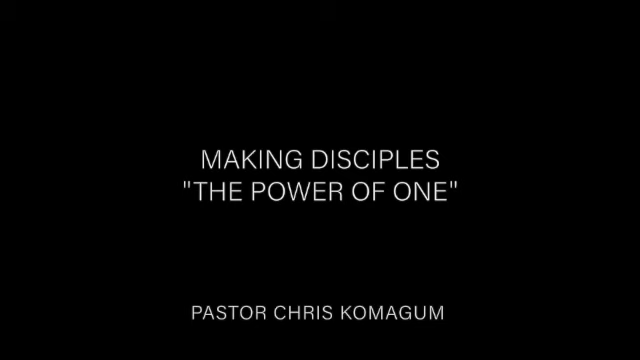 MAKING DISCIPLES
"THE POWER OF ONE"
PASTOR CHRIS KOMAGUM